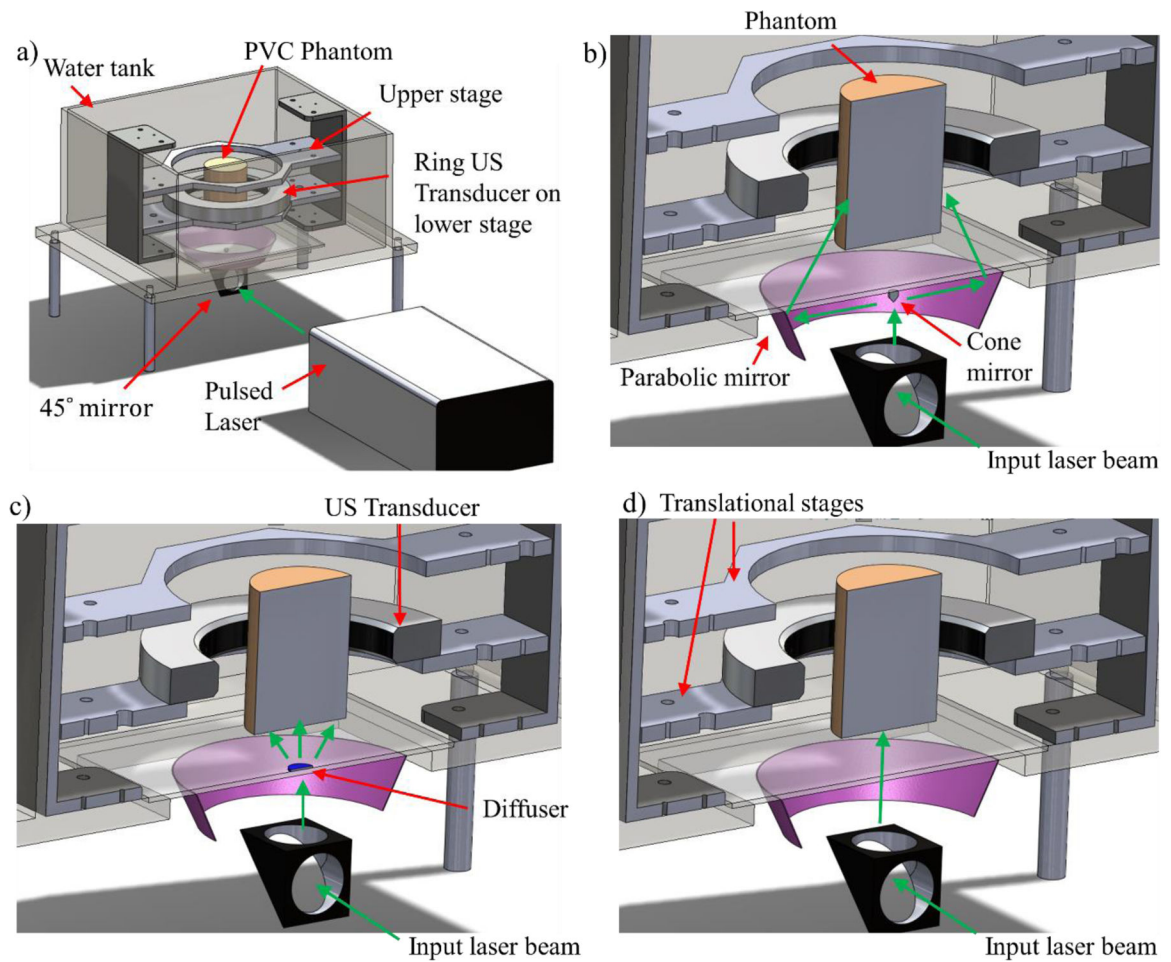 a)
PVC Phantom
Water tank
Upper stage
Ring US
Transducer on
lower stage
45° mirror
Pulsed
Laser
b)
Phantom
Cone
mirror
Parabolic mirror
Input laser beam
c)
US Transducer
Diffuser
Input laser beam
d)
Translational stages
Input laser beam